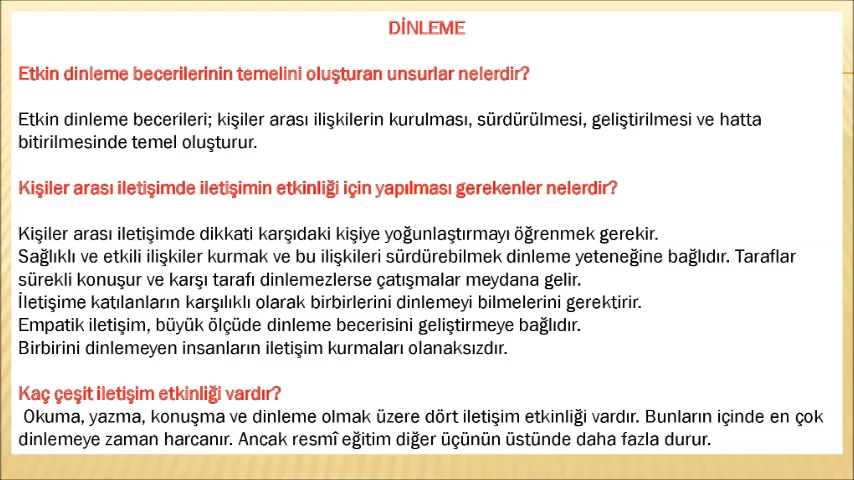 DİNLEME
Etkin dinleme becerilerinin temelini oluşturan unsurlar nelerdir?
Etkin dinleme becerileri; kişiler arası ilişkilerin kurulması, sürdürülmesi, geliştirilmesi ve hatta
bitirilmesinde temel oluşturur.
Kişiler arası iletişimde iletişimin etkinliği için yapılması gerekenler nelerdir?
Kişiler arası iletişimde dikkati karşıdaki kişiye yoğunlaştırmayı öğrenmek gerekir.
Sağlıklı ve etkili ilişkiler kurmak ve bu ilişkileri sürdürebilmek dinleme yeteneğine bağlıdır. Taraflar
sürekli konuşur ve karşı tarafı dinlemezlerse çatışmalar meydana gelir.
İletişime katılanların karşılıklı olarak birbirlerini dinlemeyi bilmelerini gerektirir.
Empatik iletişim, büyük ölçüde dinleme becerisini geliştirmeye bağlıdır.
Birbirini dinlemeyen insanların iletişim kurmaları olanaksızdır.
Kaç çeşit iletişim etkinliği vardır?
Okuma, yazma, konuşma ve dinleme olmak üzere dört iletişim etkinliği vardır. Bunların içinde en çok
dinlemeye zaman harcanır. Ancak resmî eğitim diğer üçünün üstünde daha fazla durur.